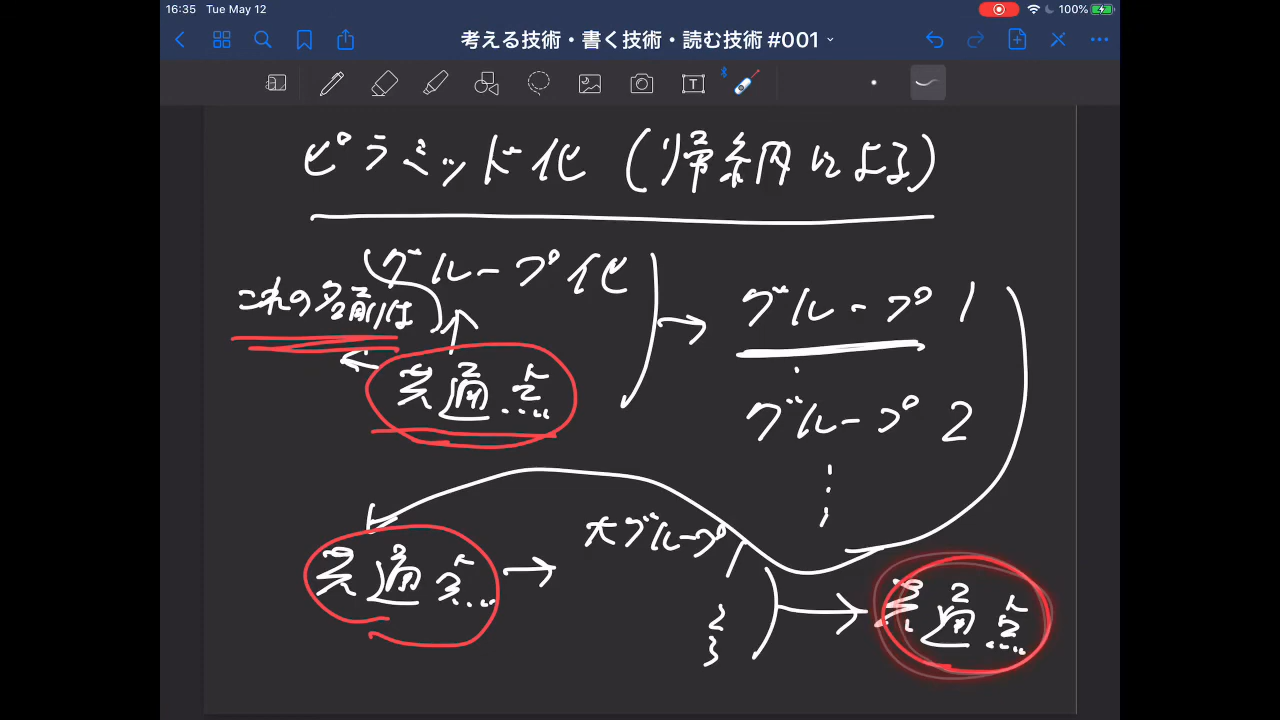 16:35 Tue May 12
100%
考える技術・書く技術・読む技術 #001
T
ピラミッド化(帰納による)
グループ化
これの名前は
共通点
グループ1
グループ2
共通点
大グループ1
2
3
共通点